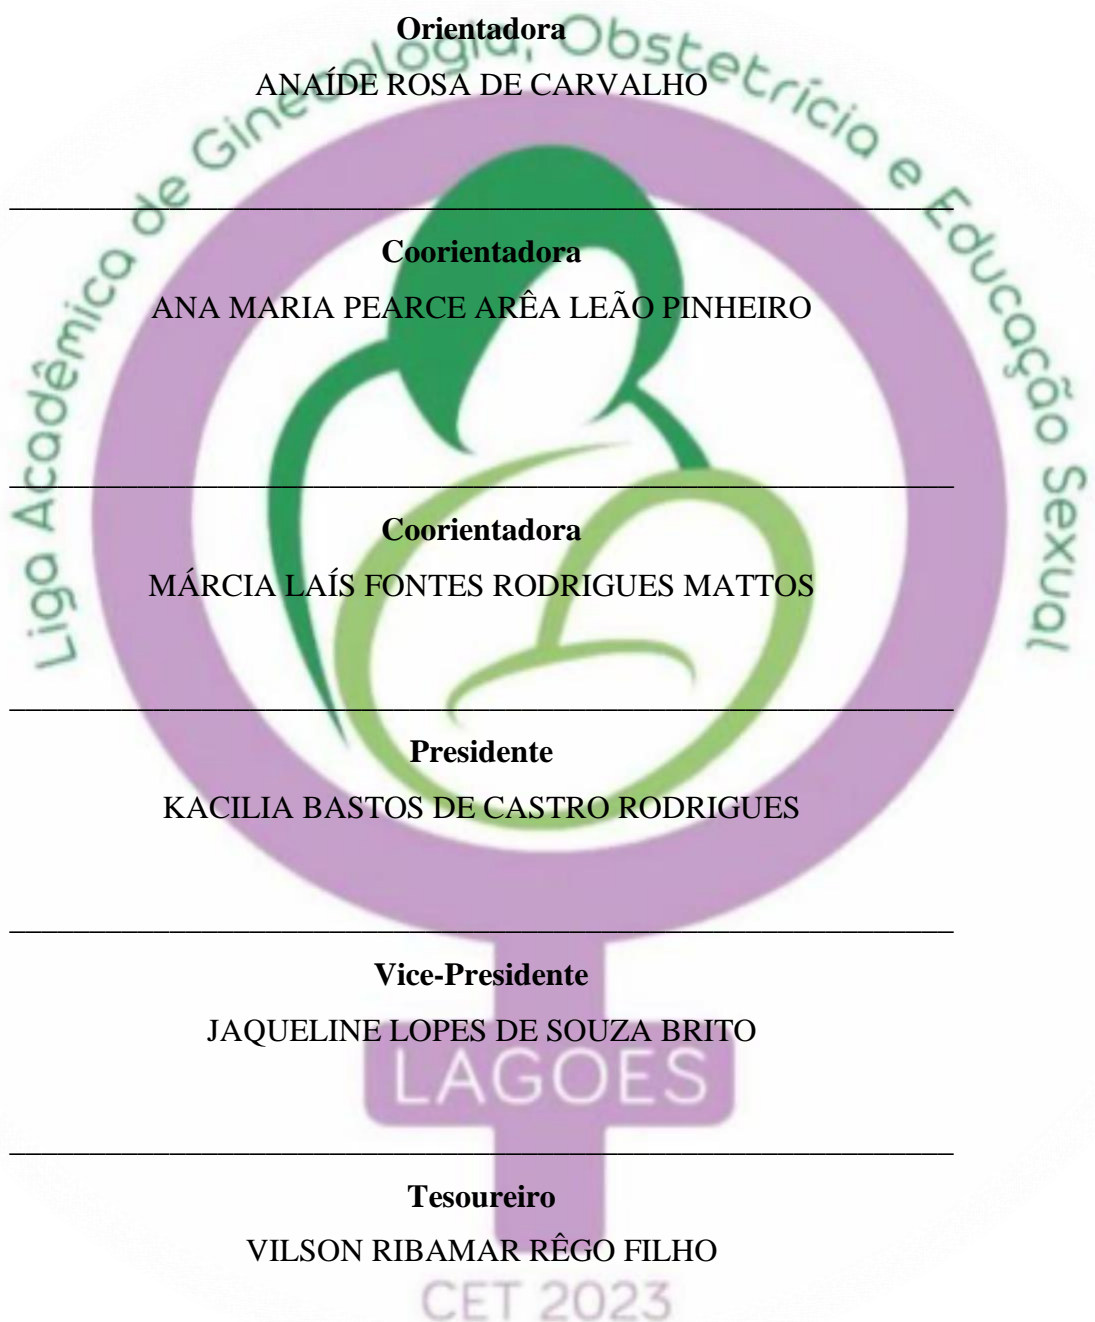 Liga Acadêmica de Ginecologia, Obstetrícia e Educação Sexual
Orientadora
ANAÍDE ROSA DE CARVALHO
Coorientadora
ANA MARIA PEARCE ARÊA LEÃO PINHEIRO
Coorientadora
MÁRCIA LAÍS FONTES RODRIGUES MATTOS
Presidente
KACILIA BASTOS DE CASTRO RODRIGUES
Vice-Presidente
JAQUELINE LOPES DE SOUZA BRITO
LAGOES
Tesoureiro
VILSON RIBAMAR RÊGO FILHO
CET 2023